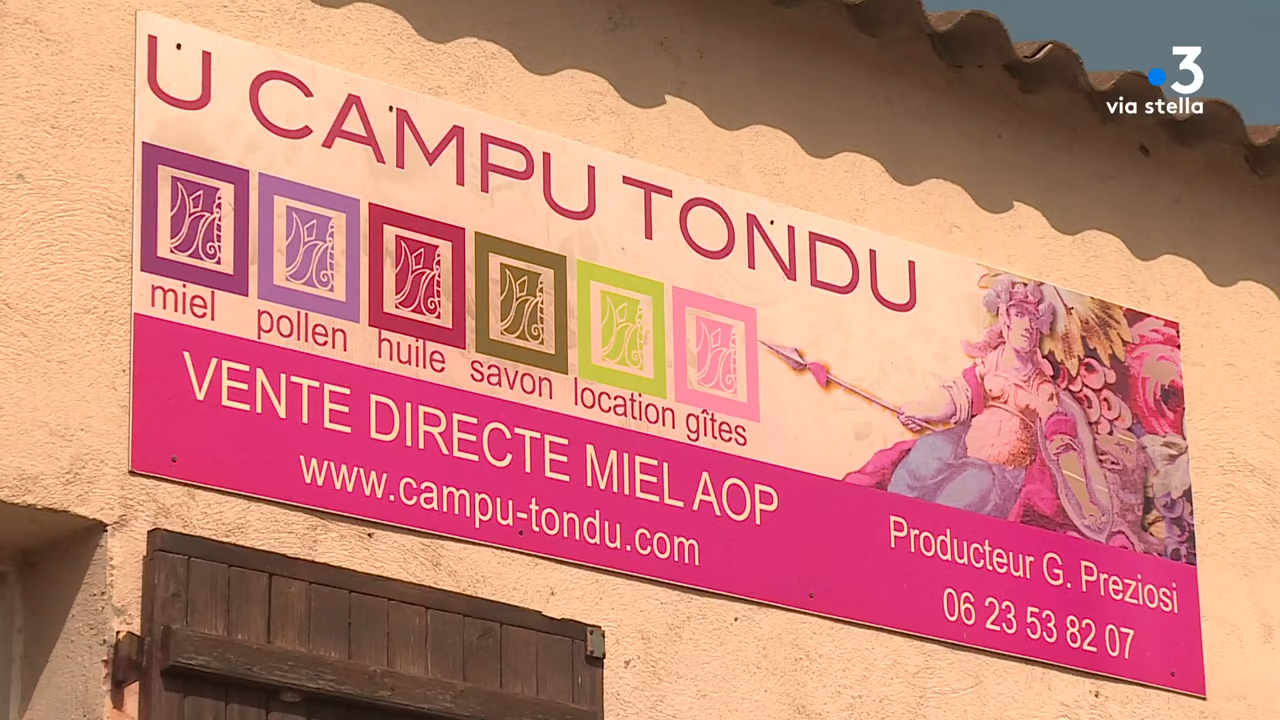 3
via stella
U CAMPU TONDU
miel pollen huile savon location gîtes
VENTE DIRECTE MIEL AOP
www.campu-tondu.com
Producteur G. Preziosi
06 23 53 82 07